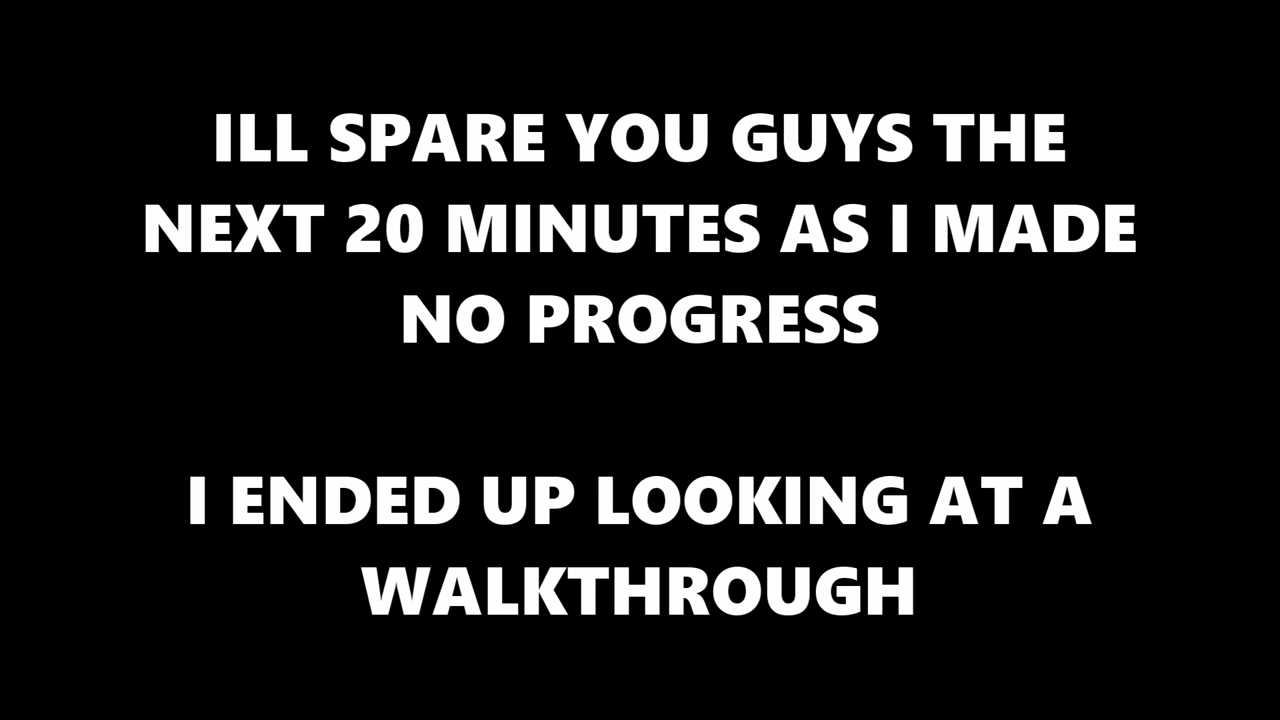 ILL SPARE YOU GUYS THE
NEXT 20 MINUTES AS I MADE
NO PROGRESS
I ENDED UP LOOKING AT A
WALKTHROUGH